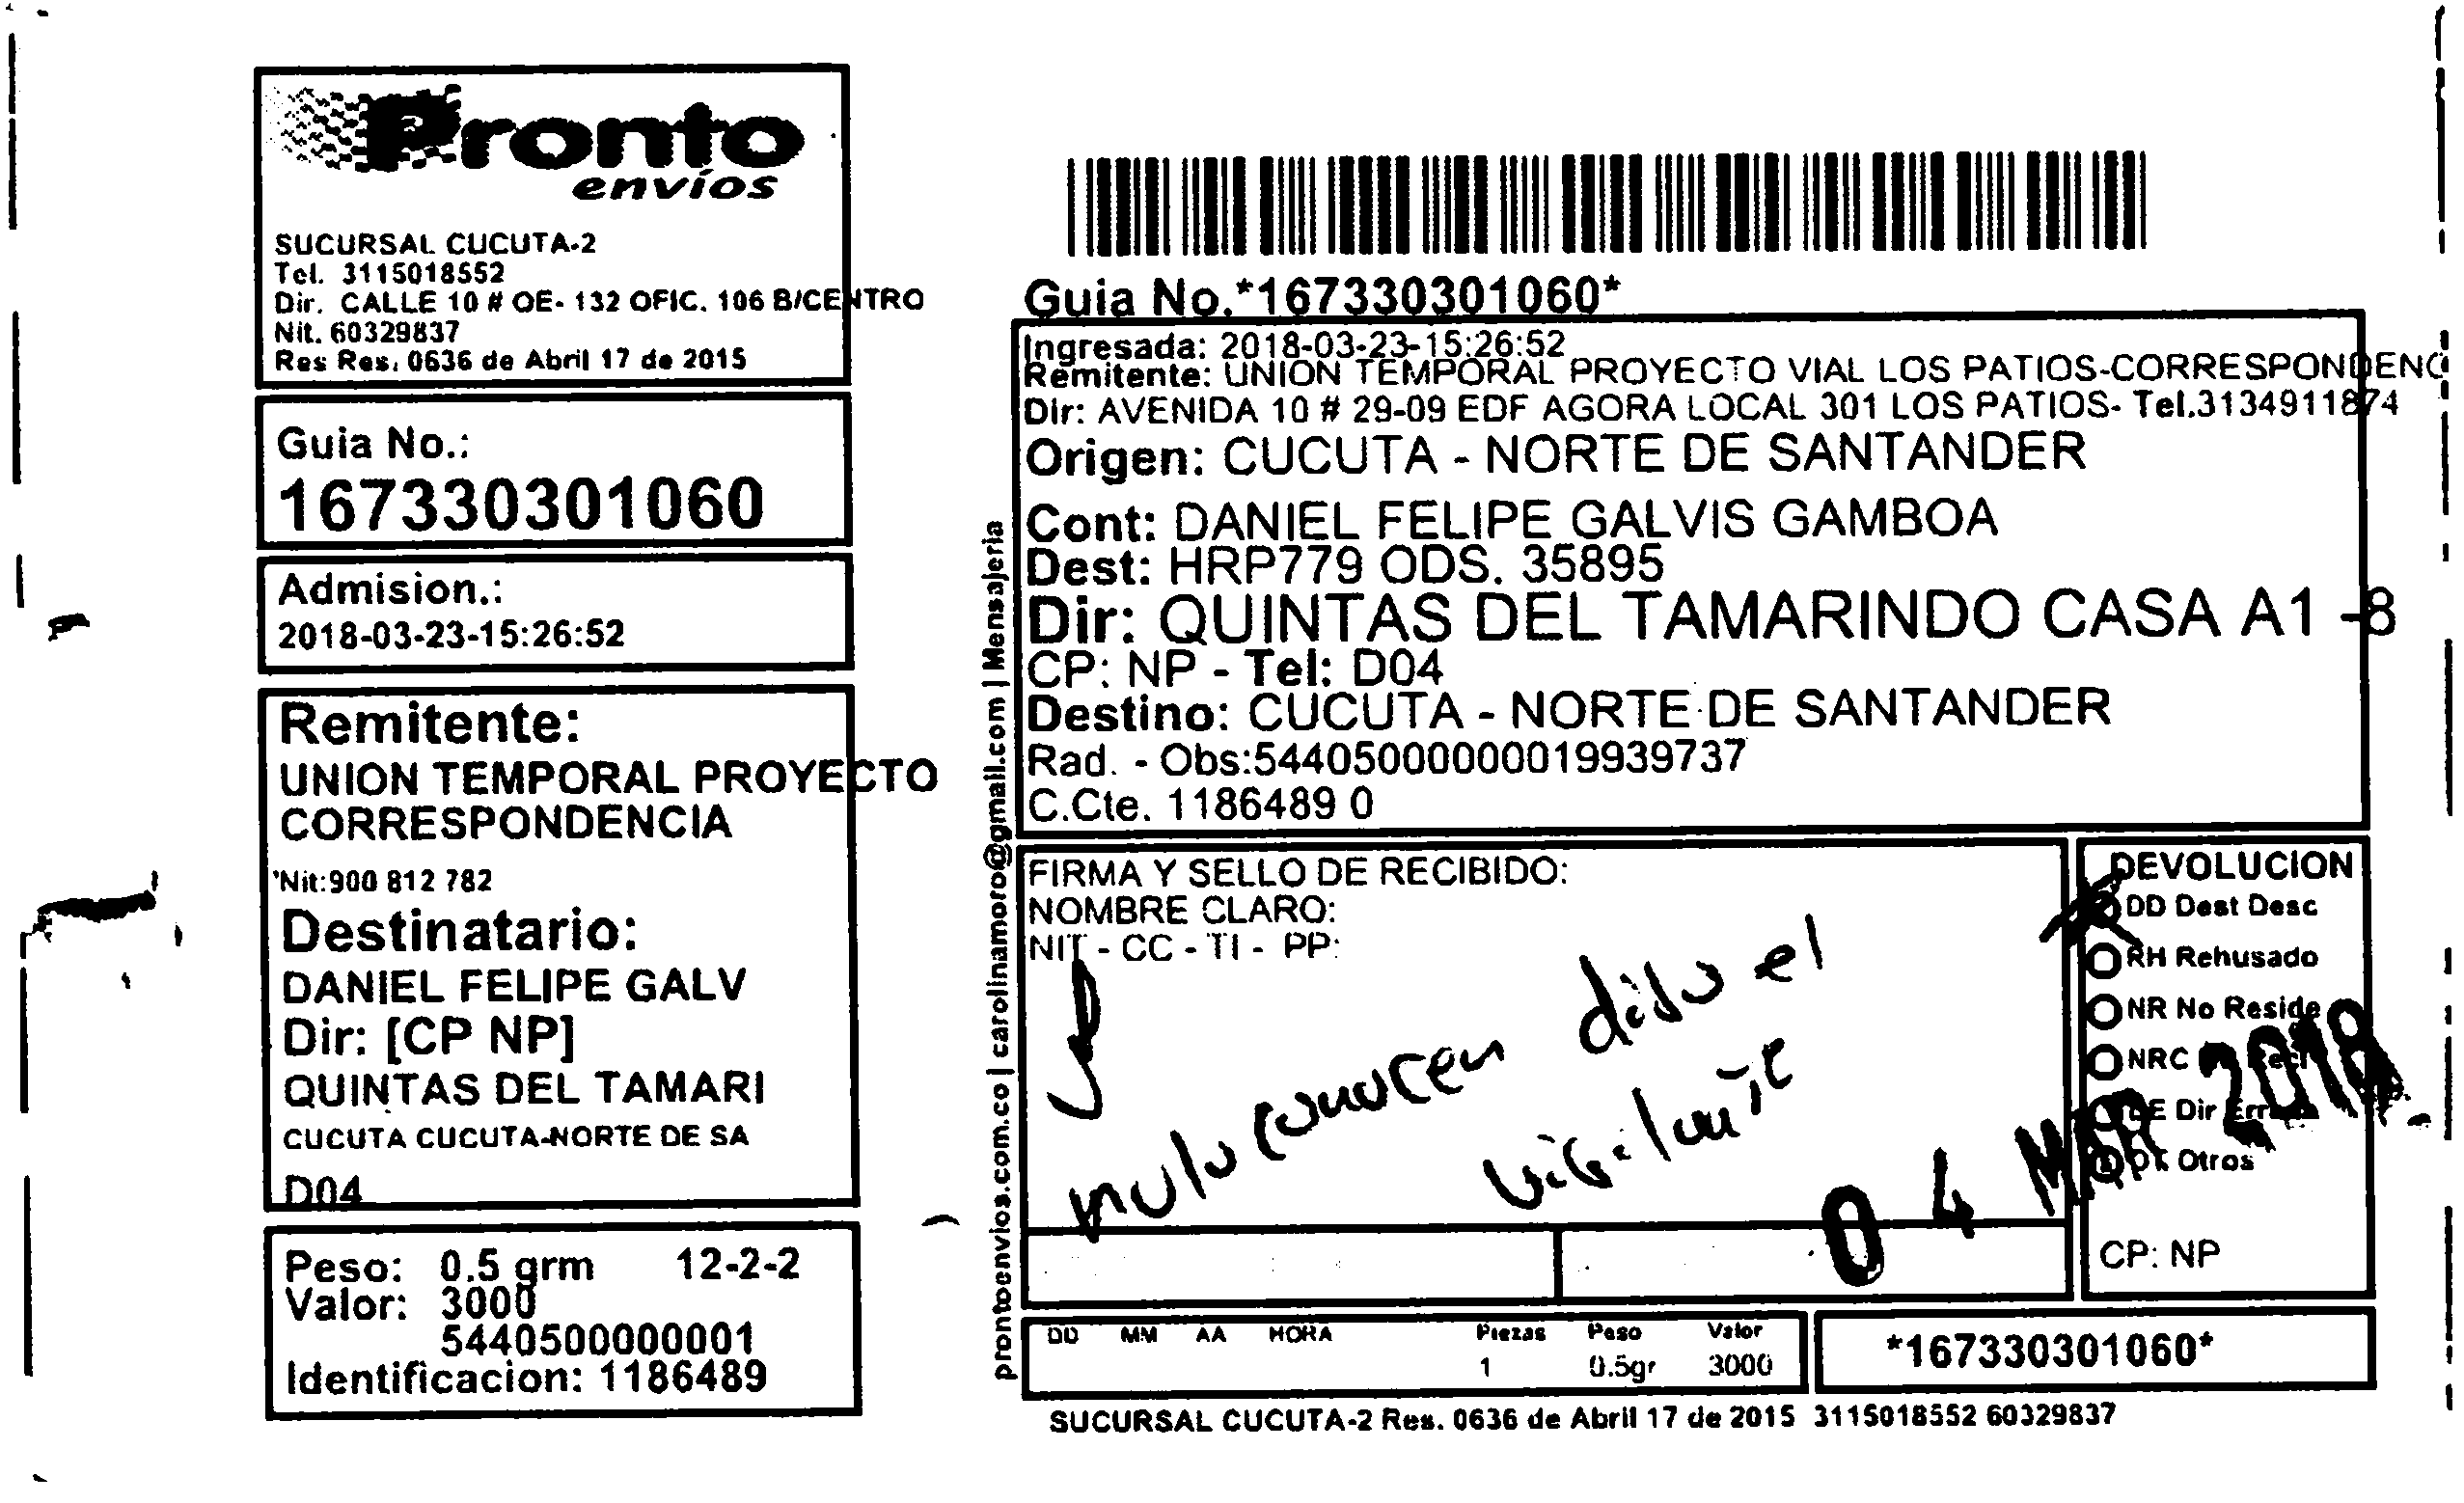 Pronto
envíos
SUCURSAL CUCUTA-2
Tel. 3115018552
Dir. CALLE 10 # OE- 132 OFIC. 106 B/CENTRO
Nit. 60329837
Res Res. 0636 de Abril 17 de 2015
Guia No.:
167330301060
Admision.:
2018-03-23-15:26:52
Remitente:
UNION TEMPORAL PROYECTO
CORRESPONDENCIA
Nit:900 812 782
Destinatario:
DANIEL FELIPE GALV
Dir: [CP NP]
QUINTAS DEL TAMARI
CUCUTA CUCUTA-NORTE DE SA
D04
Peso: 0.5 grm 12-2-2
Valor: 3000
5440500000001
Identificacion: 1186489
prontoenvios.com.co | carolinamoro@gmail.com | Mensajeria
Guia No.*167330301060*
Ingresada: 2018-03-23-15:26:52
Remitente: UNION TEMPORAL PROYECTO VIAL LOS PATIOS-CORRESPONDENC
Dir: AVENIDA 10 # 29-09 EDF AGORA LOCAL 301 LOS PATIOS- Tel.3134911874
Origen: CUCUTA - NORTE DE SANTANDER
Cont: DANIEL FELIPE GALVIS GAMBOA
Dest: HRP779 ODS. 35895
Dir: QUINTAS DEL TAMARINDO CASA A1 -8
CP: NP - Tel: D04
Destino: CUCUTA - NORTE DE SANTANDER
Rad. - Obs:544050000000019939737
C.Cte. 1186489 0
FIRMA Y SELLO DE RECIBIDO:
NOMBRE CLARO:
NIT - CC - TI - PP:
no lo conocen dido el
vigilante
DEVOLUCION
DD Dest Desc
RH Rehusado
NR No Reside
NRC
DE Dir
OT Otros
04 2018
CP: NP
DD MM AA HORA Piezas Peso Valor
1 0.5gr 3000
*167330301060*
SUCURSAL CUCUTA-2 Res. 0636 de Abril 17 de 2015 3115018552 60329837